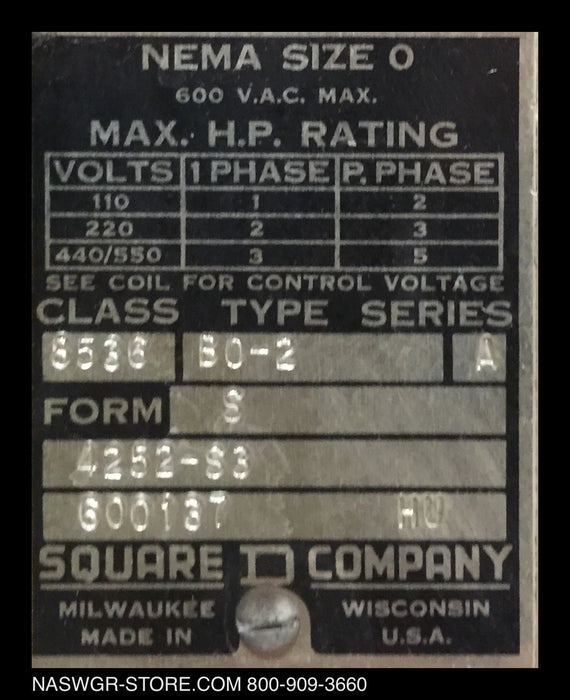 NEMA SIZE 0
600 V.A.C. MAX.
MAX. H.P. RATING
VOLTS 1 PHASE P. PHASE
110 1 2
220 2 3
440/550 3 5
SEE COIL FOR CONTROL VOLTAGE
CLASS TYPE SERIES
8536 BO-2 A
FORM S
4252-S3
600187 HU
SQUARE D COMPANY
MILWAUKEE WISCONSIN
MADE IN U.S.A.
NASWGR-STORE.COM 800-909-3660